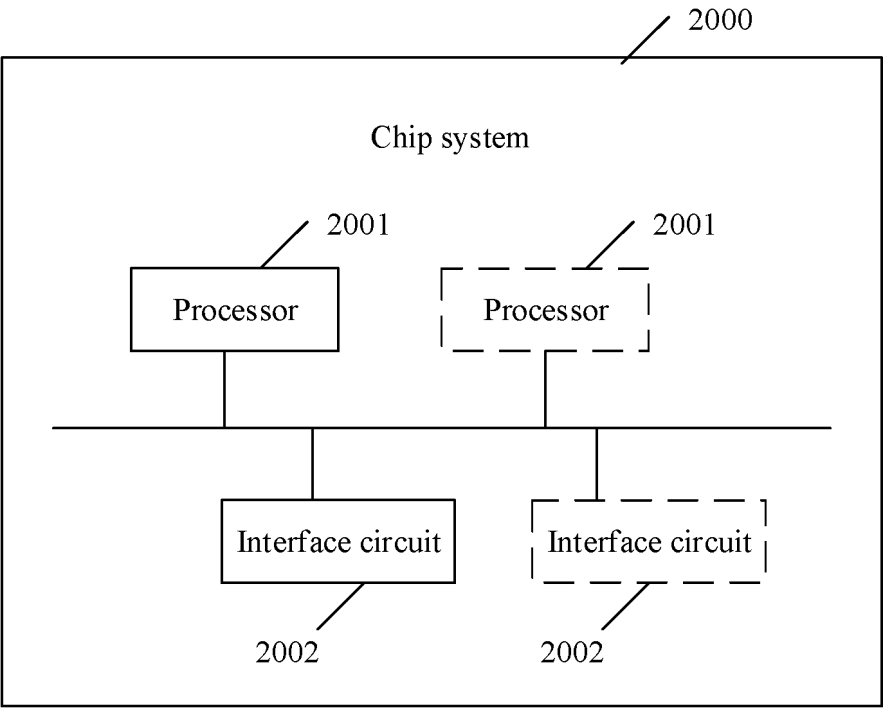 2000
Chip system
2001
2001
Processor
Processor
Interface circuit
Interface circuit
2002
2002